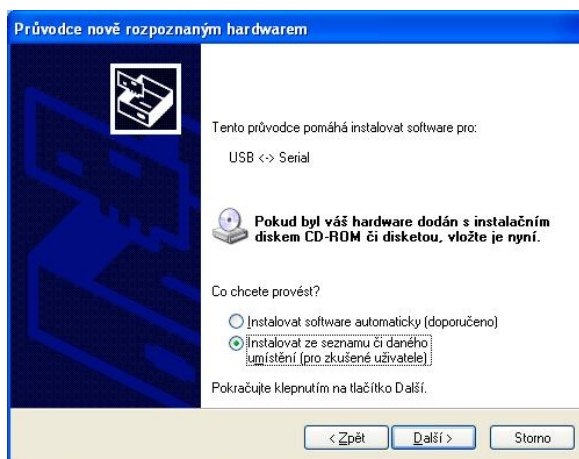 Průvodce nově rozpoznaným hardwarem
Tento průvodce pomáhá instalovat software pro:
USB <-> Serial
Pokud byl váš hardware dodán s instalačním
diskem CD-ROM či disketou, vložte je nyní.
Co chcete provést?
Instalovat software automaticky (doporučeno)
Instalovat ze seznamu či daného
umístění (pro zkušené uživatele)
Pokračujte klepnutím na tlačítko Další.
< Zpět Další > Storno